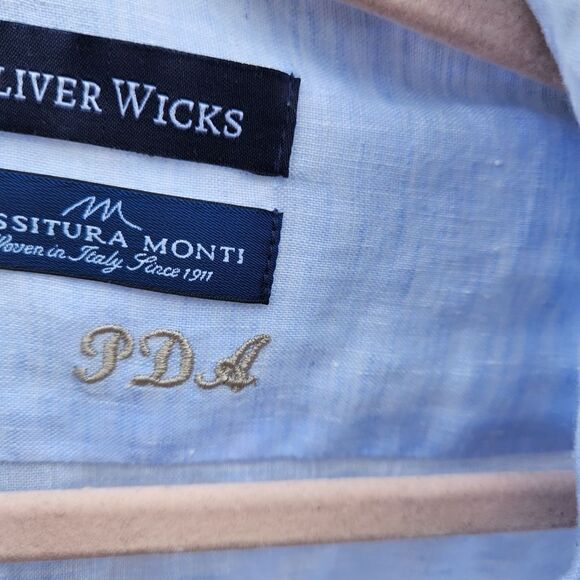 LIVER WICKS
SSITURA MONTI
Woven in Italy Since 1911
PDA